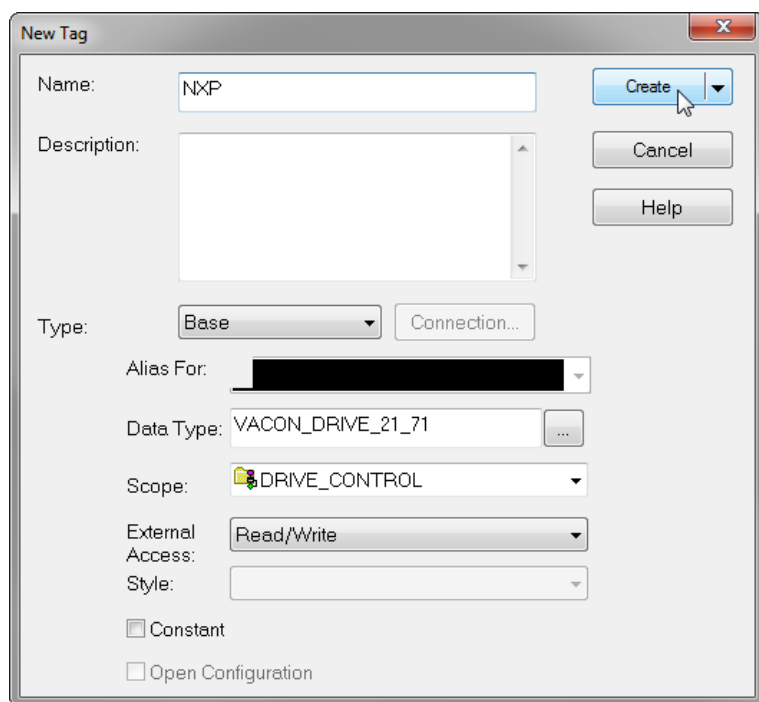 New Tag
Name: NXP Create
Description: Cancel
Help
Type: Base Connection...
Alias For:
Data Type: VACON_DRIVE_21_71 ...
Scope: DRIVE_CONTROL
External Access: Read/Write
Style:
Constant
Open Configuration